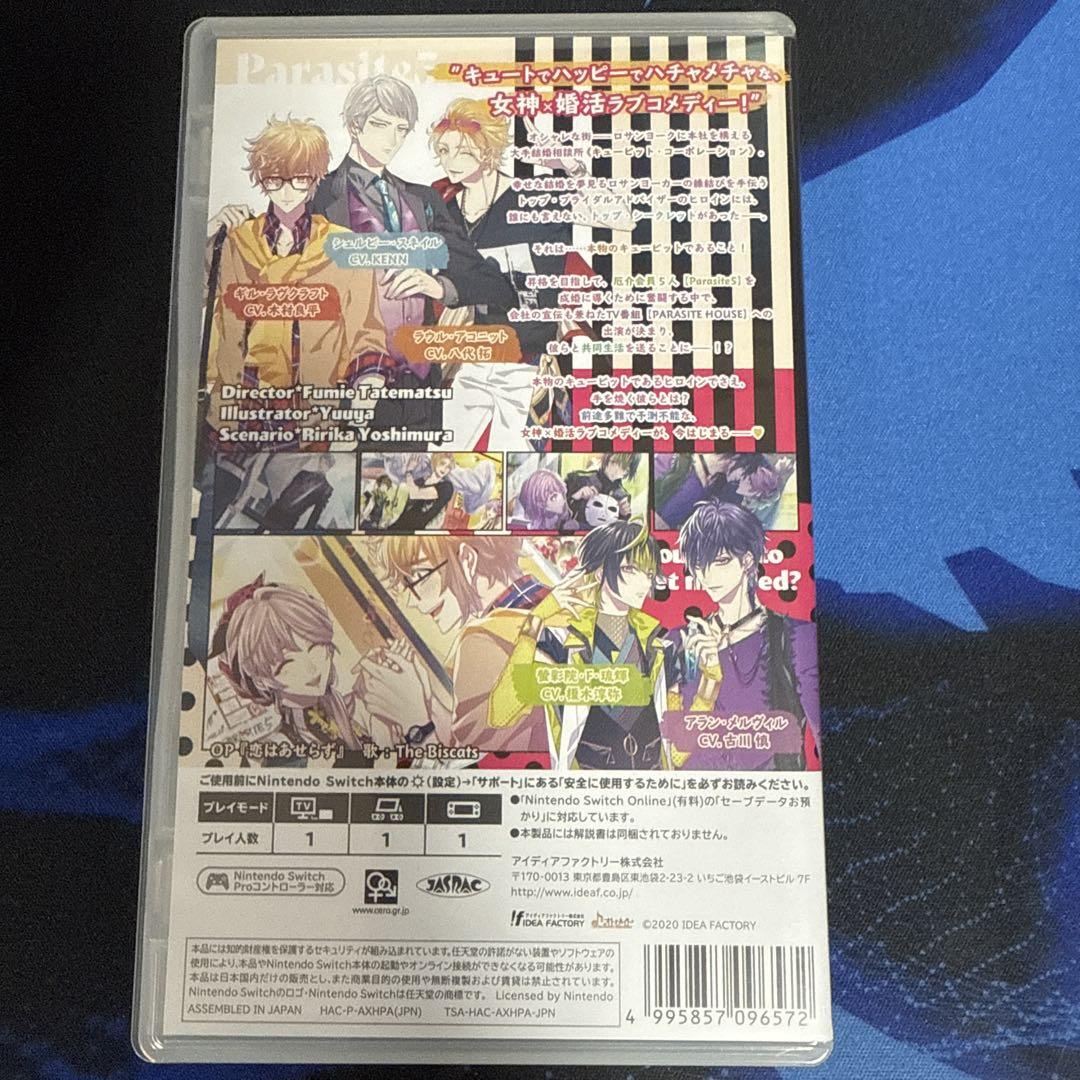 Parasite5
"キュートでハッピーでハチャメチャな、
女神×婚活ラブコメディー!"
オシャレな街──ロサンヨークに本社を構える
大手結婚相談所《キューピット・コーポレーション》。
幸せな結婚を夢見るロサンヨーカーの縁結びを手伝う
トップ・ブライダルアドバイザーのヒロインには、
誰にも言えない、トップ・シークレットがあった──。
それは……本物のキューピットであること!
昇格を目指して、厄介会員5人【Parasite5】を
成婚に導くために奮闘する中で、
会社の宣伝も兼ねたTV番組【PARASITE HOUSE】への
出演が決まり、
彼らと共同生活を送ることに──!?
本物のキューピットであるヒロインでさえ、
手を焼く彼らとは?
前途多難で予測不能な、
女神×婚活ラブコメディーが、今はじまる──♥
シェルビー・スネイル
CV. KENN
ギル・ラヴクラフト
CV. 木村良平
ラウル・アコニット
CV. 八代 拓
Director*Fumie Tatematsu
Illustrator*Yuuya
Scenario*Ririka Yoshimura
螢影院・F・琉輝
CV. 榎木淳弥
アラン・メルヴィル
CV. 古川 慎
OP『恋はあせらず』 歌:The Biscats
ご使用前にNintendo Switch本体の(設定)→「サポート」にある「安全に使用するために」を必ずお読みください。
プレイモード TV
プレイ人数 1 1 1
●「Nintendo Switch Online」(有料)の「セーブデータお預
かり」に対応しています。
●本製品には解説書は同梱されておりません。
Nintendo Switch
Proコントローラー対応
www.cero.gr.jp
JASRAC
アイディアファクトリー株式会社
〒170-0013 東京都豊島区東池袋2-23-2 いちご池袋イーストビル 7F
http://www.ideaf.co.jp/
アイディアファクトリー株式会社
IDEA FACTORY
©2020 IDEA FACTORY
本品には知的財産権を保護するセキュリティが組み込まれています。任天堂の許諾がない装置やソフトウェアの
使用により、本品やNintendo Switch本体の起動やオンライン接続ができなくなる可能性があります。
本品は日本国内だけの販売とし、また商業目的の使用や無断複製および賃貸は禁止されています。
Nintendo Switchのロゴ・Nintendo Switchは任天堂の商標です。 Licensed by Nintendo
ASSEMBLED IN JAPAN HAC-P-AXHPA(JPN) TSA-HAC-AXHPA-JPN
4 995857 096572